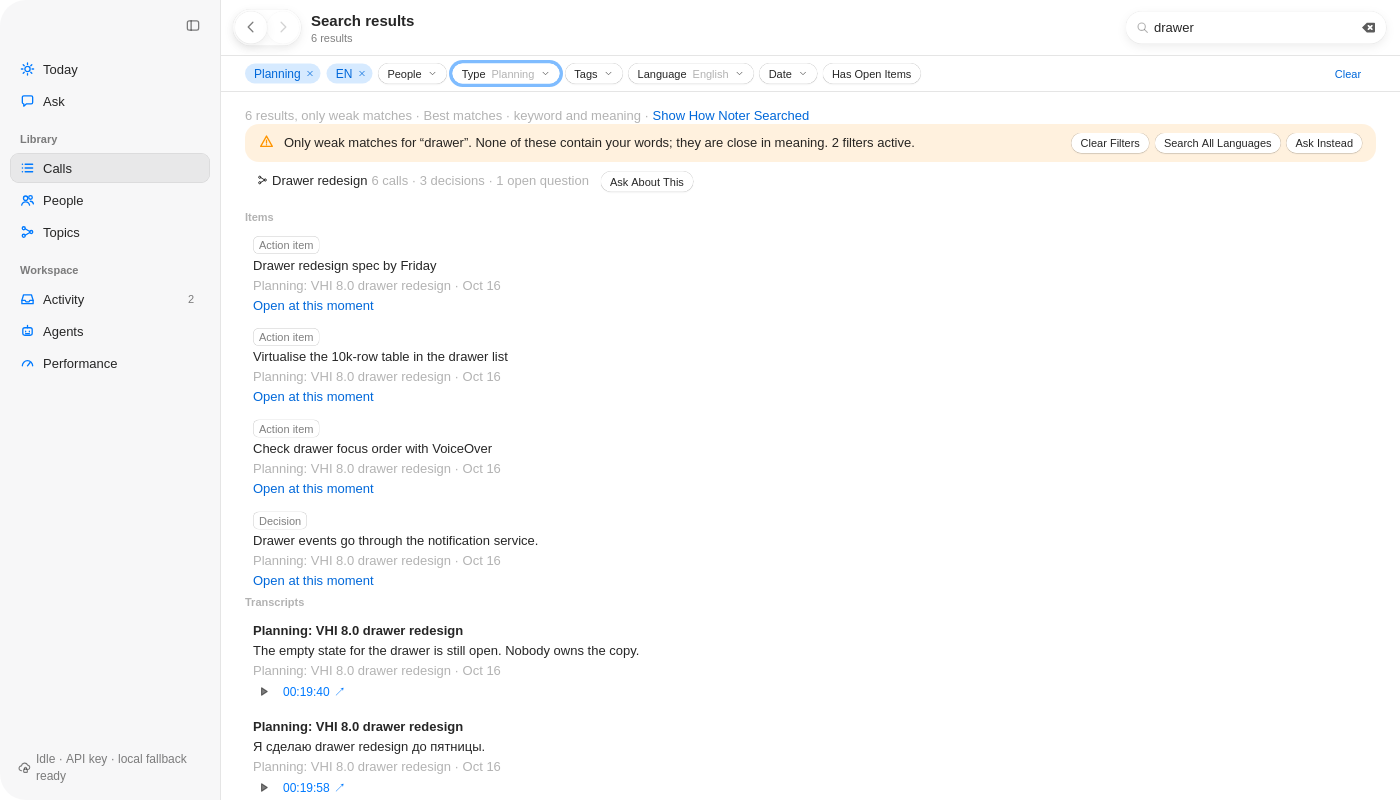 Search results
6 results
drawer
Today
Ask
Library
Calls
People
Topics
Workspace
Activity 2
Agents
Performance
Idle · API key · local fallback
ready
Planning × EN × People Type Planning Tags Language English Date Has Open Items Clear
6 results, only weak matches · Best matches · keyword and meaning · Show How Noter Searched
Only weak matches for “drawer”. None of these contain your words; they are close in meaning. 2 filters active. Clear Filters Search All Languages Ask Instead
Drawer redesign 6 calls · 3 decisions · 1 open question Ask About This
Items
Action item
Drawer redesign spec by Friday
Planning: VHI 8.0 drawer redesign · Oct 16
Open at this moment
Action item
Virtualise the 10k-row table in the drawer list
Planning: VHI 8.0 drawer redesign · Oct 16
Open at this moment
Action item
Check drawer focus order with VoiceOver
Planning: VHI 8.0 drawer redesign · Oct 16
Open at this moment
Decision
Drawer events go through the notification service.
Planning: VHI 8.0 drawer redesign · Oct 16
Open at this moment
Transcripts
Planning: VHI 8.0 drawer redesign
The empty state for the drawer is still open. Nobody owns the copy.
Planning: VHI 8.0 drawer redesign · Oct 16
00:19:40 ↗
Planning: VHI 8.0 drawer redesign
Я сделаю drawer redesign до пятницы.
Planning: VHI 8.0 drawer redesign · Oct 16
00:19:58 ↗